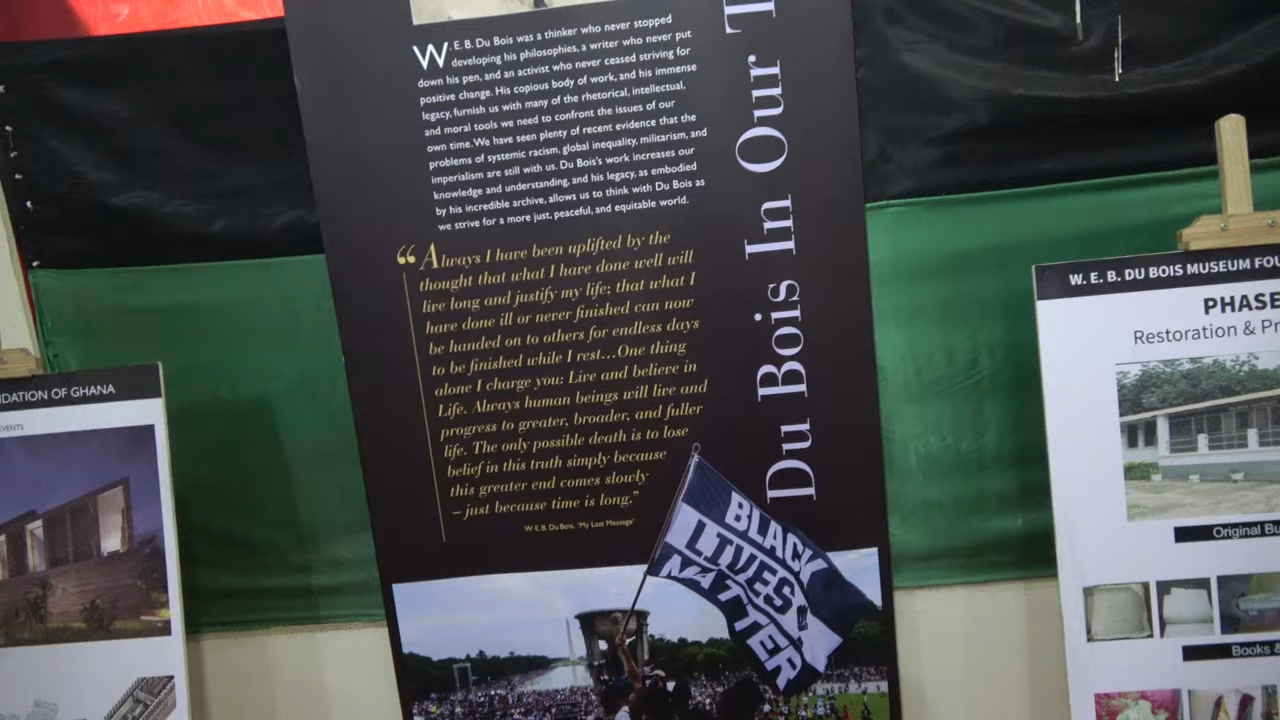 W. E. B. Du Bois was a thinker who never stopped
developing his philosophies, a writer who never put
down his pen, and an activist who never ceased striving for
positive change. His copious body of work, and his immense
legacy, furnish us with many of the rhetorical, intellectual,
and moral tools we need to confront the issues of our
own time. We have seen plenty of recent evidence that the
problems of systemic racism, global inequality, militarism, and
imperialism are still with us. Du Bois's work increases our
knowledge and understanding, and his legacy, as embodied
by his incredible archive, allows us to think with Du Bois as
we strive for a more just, peaceful, and equitable world.
“Always I have been uplifted by the
thought that what I have done well will
live long and justify my life; that what I
have done ill or never finished can now
be handed on to others for endless days
to be finished while I rest...One thing
alone I charge you: Live and believe in
Life. Always human beings will live and
progress to greater, broader, and fuller
life. The only possible death is to lose
belief in this truth simply because
this greater end comes slowly
– just because time is long.”
W. E. B. Du Bois, 'My Last Message'
Du Bois In Our T
BLACK
LIVES
MATTER
DATION OF GHANA
EVENTS
W. E. B. DU BOIS MUSEUM FOU
PHASE
Restoration & Pr
Original Bu
Books &